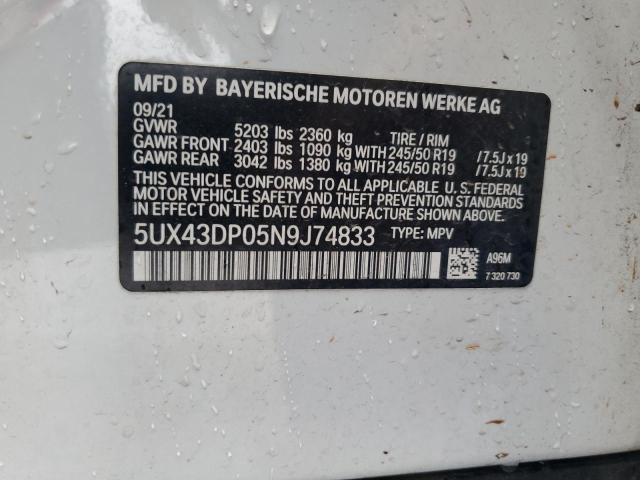 MFD BY BAYERISCHE MOTOREN WERKE AG
09/21
GVWR 5203 lbs 2360 kg TIRE / RIM
GAWR FRONT 2403 lbs 1090 kg WITH 245/50 R19 / 7.5J x 19
GAWR REAR 3042 lbs 1380 kg WITH 245/50 R19 / 7.5J x 19
THIS VEHICLE CONFORMS TO ALL APPLICABLE U. S. FEDERAL
MOTOR VEHICLE SAFETY AND THEFT PREVENTION STANDARDS
IN EFFECT ON THE DATE OF MANUFACTURE SHOWN ABOVE.
5UX43DP05N9J74833 TYPE: MPV
A96M
7 320 730